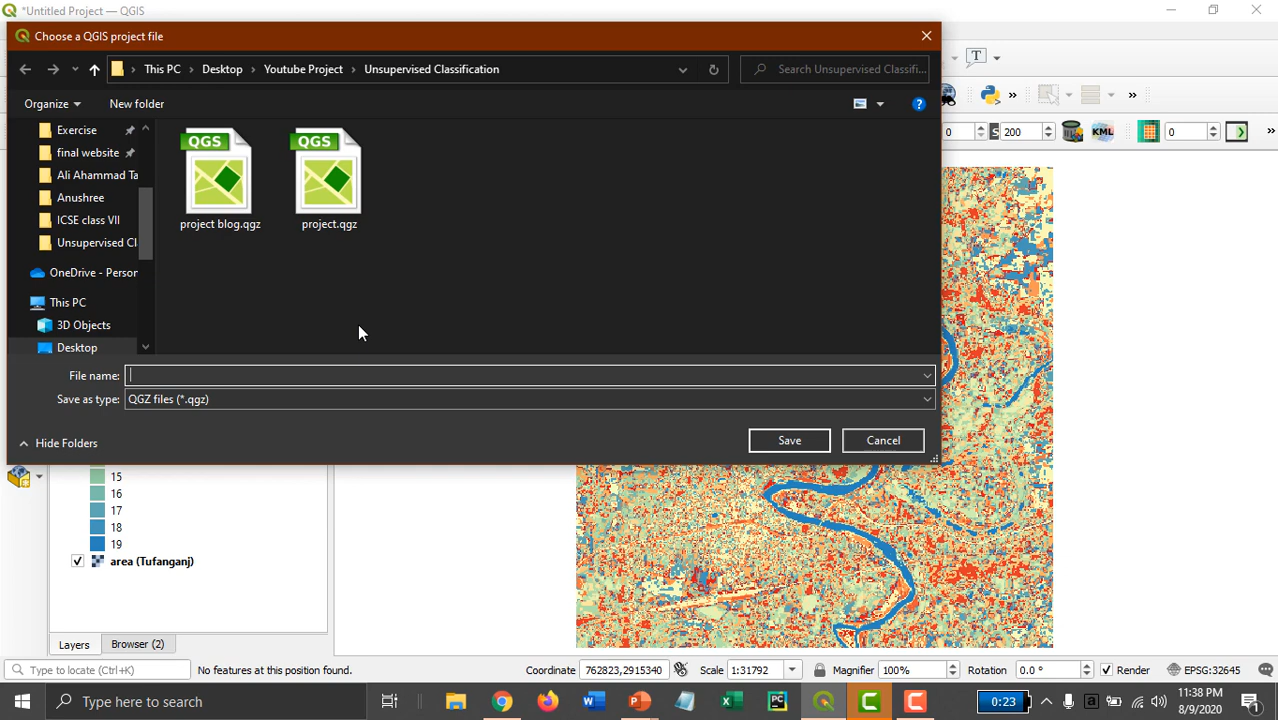 *Untitled Project — QGIS
Choose a QGIS project file
This PC > Desktop > Youtube Project > Unsupervised Classification
Search Unsupervised Classifi...
Organize
New folder
T
Exercise
final website
Ali Ahammad Ta
Anushree
ICSE class VII
Unsupervised Cl
OneDrive - Person
This PC
3D Objects
Desktop
QGS
project blog.qgz
QGS
project.qgz
0
S
200
KML
0
File name:
Save as type:
QGZ files (*.qgz)
Hide Folders
Save
Cancel
15
16
17
18
19
area (Tufanganj)
Layers
Browser (2)
Type to locate (Ctrl+K)
No features at this position found.
Coordinate
762823,2915340
Scale
1:31792
Magnifier
100%
Rotation
0.0 °
Render
EPSG:32645
Type here to search
0:23
11:38 PM
8/9/2020
1